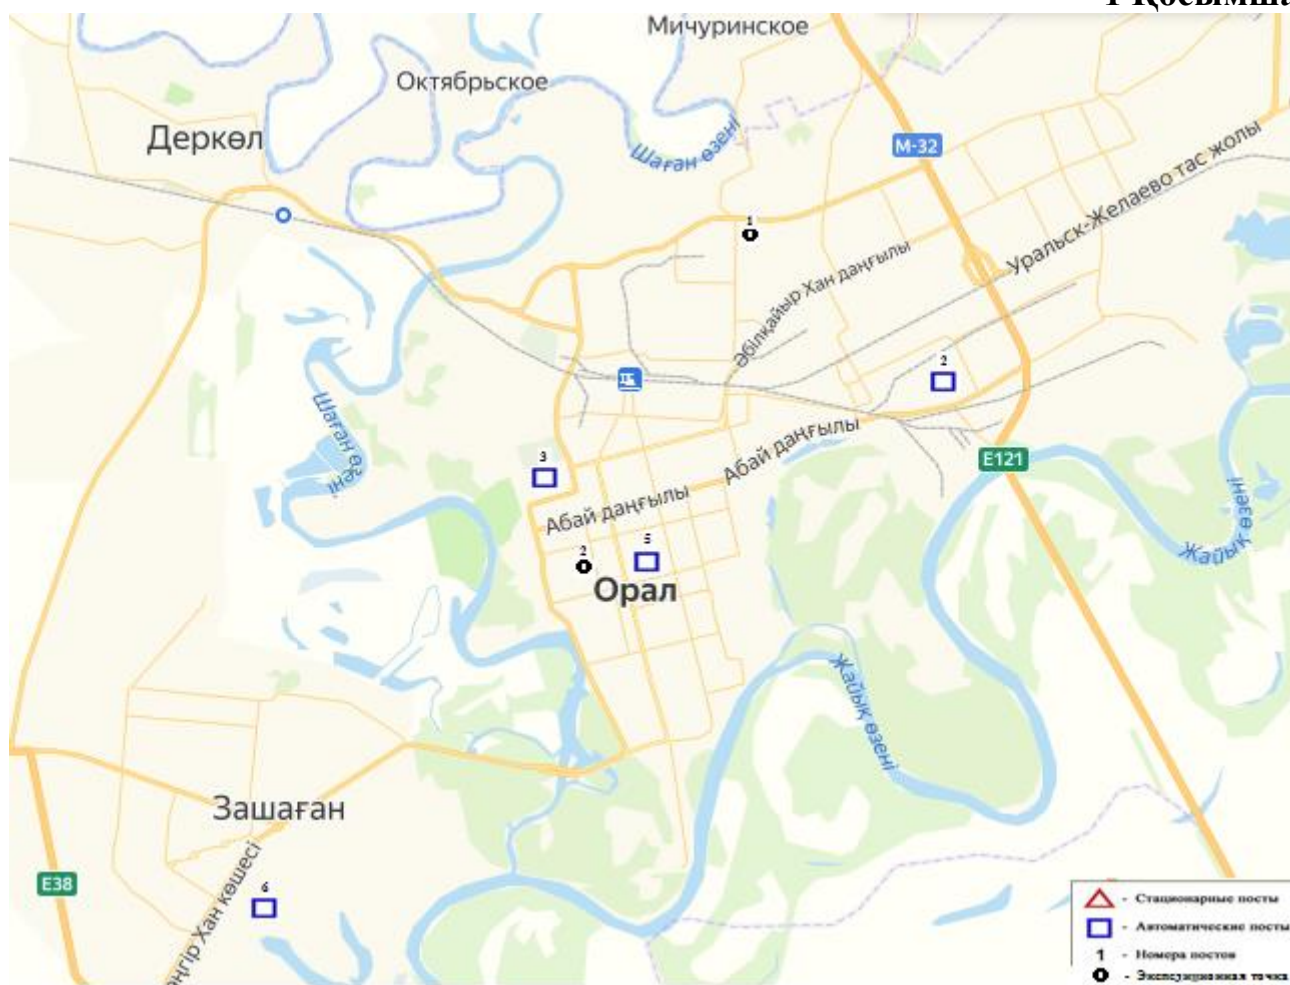 1 Қосымша
Мичуринское
Октябрьское
Деркөл
Шаған өзені
М-32
Уральск-Желаево тас жолы
1
Әбілқайыр Хан даңғылы
2
Шаған өзені
Абай даңғылы
E121
3
Абай даңғылы
Жайық өзені
2
5
Орал
Жайық өзені
Зашаған
E38
6
әңгір Хан көшесі
- Стационарные посты
- Автоматические посты
1 - Номера постов
- Экспедиционная точка